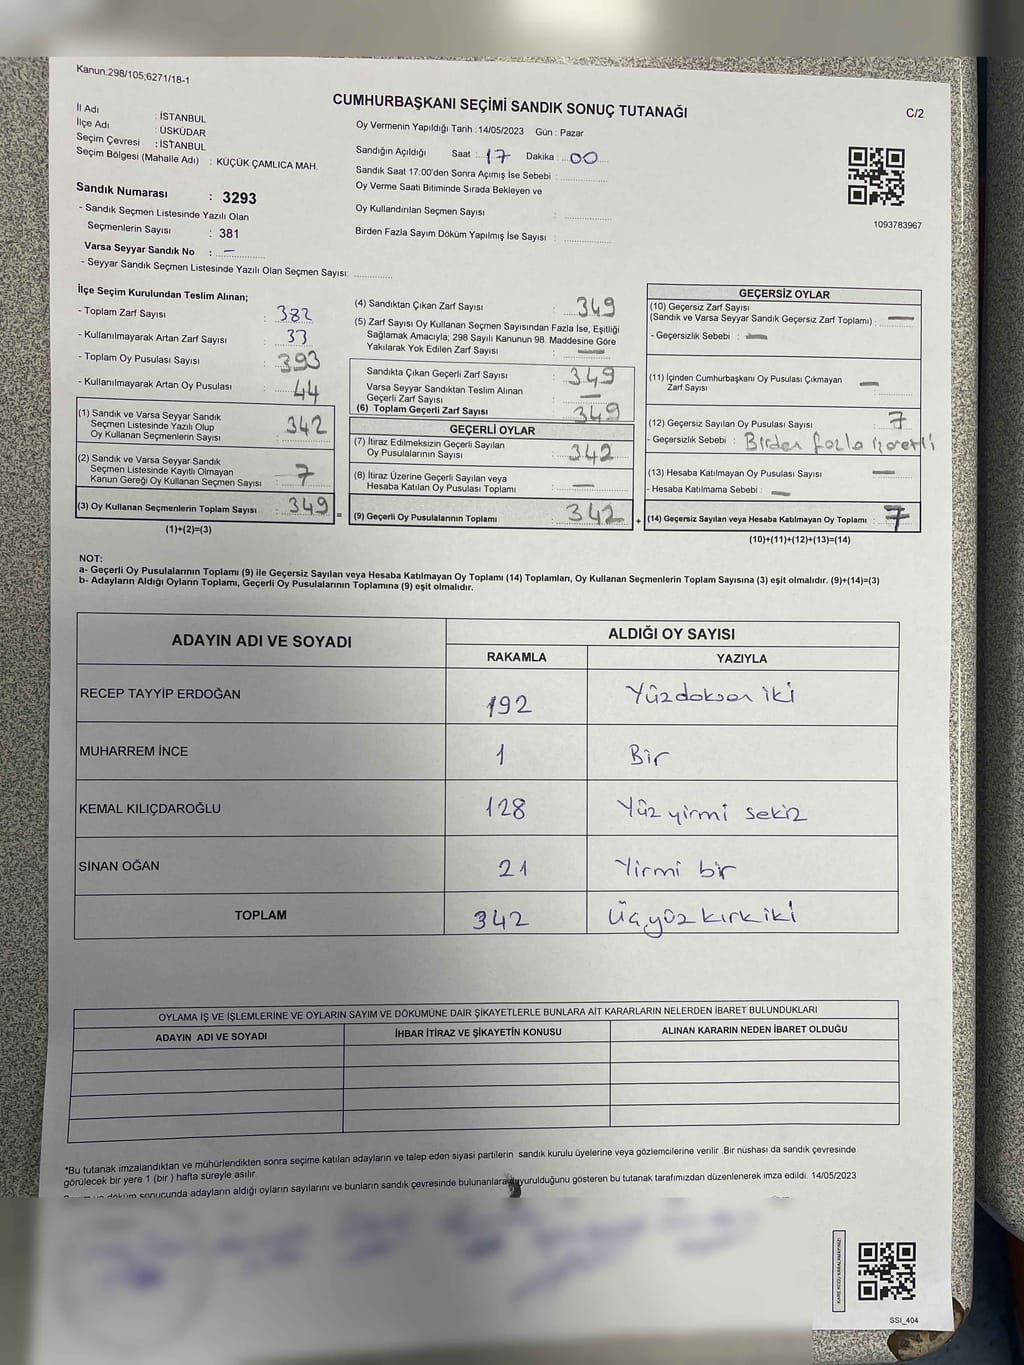 Kanun:298/105;6271/18-1
CUMHURBAŞKANI SEÇİMİ SANDIK SONUÇ TUTANAĞI
C/2
İl Adı : İSTANBUL
İlçe Adı : ÜSKÜDAR
Seçim Çevresi : İSTANBUL
Seçim Bölgesi (Mahalle Adı) : KÜÇÜK ÇAMLICA MAH.
Sandık Numarası : 3293
- Sandık Seçmen Listesinde Yazılı Olan
Seçmenlerin Sayısı : 381
Varsa Seyyar Sandık No : –
- Seyyar Sandık Seçmen Listesinde Yazılı Olan Seçmen Sayısı: ............
Oy Vermenin Yapıldığı Tarih : 14/05/2023 Gün : Pazar
Sandığın Açıldığı Saat : 17 Dakika : 00
Sandık Saat 17:00'den Sonra Açımış İse Sebebi : ............
Oy Verme Saati Bitiminde Sırada Bekleyen ve
Oy Kullandırılan Seçmen Sayısı : ............
Birden Fazla Sayım Döküm Yapılmış İse Sayısı : ............
1093783967
İlçe Seçim Kurulundan Teslim Alınan;
- Toplam Zarf Sayısı : 382
- Kullanılmayarak Artan Zarf Sayısı : 33
- Toplam Oy Pusulası Sayısı : 393
- Kullanılmayarak Artan Oy Pusulası : 44
(1) Sandık ve Varsa Seyyar Sandık
Seçmen Listesinde Yazılı Olup
Oy Kullanan Seçmenlerin Sayısı : 342
(2) Sandık ve Varsa Seyyar Sandık
Seçmen Listesinde Kayıtlı Olmayan
Kanun Gereği Oy Kullanan Seçmen Sayısı : 7
(3) Oy Kullanan Seçmenlerin Toplam Sayısı : 349 =
(1)+(2)=(3)
(4) Sandıktan Çıkan Zarf Sayısı : 349
(5) Zarf Sayısı Oy Kullanan Seçmen Sayısından Fazla İse, Eşitliği
Sağlamak Amacıyla; 298 Sayılı Kanunun 98. Maddesine Göre
Yakılarak Yok Edilen Zarf Sayısı : —
Sandıkta Çıkan Geçerli Zarf Sayısı : 349
Varsa Seyyar Sandıktan Teslim Alınan
Geçerli Zarf Sayısı : —
(6) Toplam Geçerli Zarf Sayısı : 349
GEÇERLİ OYLAR
(7) İtiraz Edilmeksizin Geçerli Sayılan
Oy Pusulalarının Sayısı : 342
(8) İtiraz Üzerine Geçerli Sayılan veya
Hesaba Katılan Oy Pusulası Toplamı : —
(9) Geçerli Oy Pusulalarının Toplamı : 342 +
GEÇERSİZ OYLAR
(10) Geçersiz Zarf Sayısı
(Sandık ve Varsa Seyyar Sandık Geçersiz Zarf Toplamı) : —
- Geçersizlik Sebebi : —
(11) İçinden Cumhurbaşkanı Oy Pusulası Çıkmayan : —
Zarf Sayısı
(12) Geçersiz Sayılan Oy Pusulası Sayısı : 7
- Geçersizlik Sebebi : Birden fazla işaretli
(13) Hesaba Katılmayan Oy Pusulası Sayısı : —
- Hesaba Katılmama Sebebi : —
(14) Geçersiz Sayılan veya Hesaba Katılmayan Oy Toplamı : 7
(10)+(11)+(12)+(13)=(14)
NOT:
a- Geçerli Oy Pusulalarının Toplamı (9) ile Geçersiz Sayılan veya Hesaba Katılmayan Oy Toplamı (14) Toplamları, Oy Kullanan Seçmenlerin Toplam Sayısına (3) eşit olmalıdır. (9)+(14)=(3)
b- Adayların Aldığı Oyların Toplamı, Geçerli Oy Pusulalarının Toplamına (9) eşit olmalıdır.
ADAYIN ADI VE SOYADI ALDIĞI OY SAYISI
RAKAMLA YAZIYLA
RECEP TAYYİP ERDOĞAN 192 Yüzdoksan iki
MUHARREM İNCE 1 Bir
KEMAL KILIÇDAROĞLU 128 Yüz yirmi sekiz
SİNAN OĞAN 21 Yirmi bir
TOPLAM 342 Üçyüz kırk iki
OYLAMA İŞ VE İŞLEMLERİNE VE OYLARIN SAYIM VE DÖKÜMÜNE DAİR ŞİKAYETLERLE BUNLARA AİT KARARLARIN NELERDEN İBARET BULUNDUKLARI
ADAYIN ADI VE SOYADI İHBAR İTİRAZ VE ŞİKAYETİN KONUSU ALINAN KARARIN NEDEN İBARET OLDUĞU
*Bu tutanak imzalandıktan ve mühürlendikten sonra seçime katılan adayların ve talep eden siyasi partilerin sandık kurulu üyelerine veya gözlemcilerine verilir .Bir nüshası da sandık çevresinde
görülecek bir yere 1 (bir ) hafta süreyle asılır.
sonucunda adayların aldığı oyların sayılarını ve bunların sandık çevresinde bulunanlara duyurulduğunu gösteren bu tutanak tarafımızdan düzenlenerek imza edildi. 14/05/2023
SSI_404